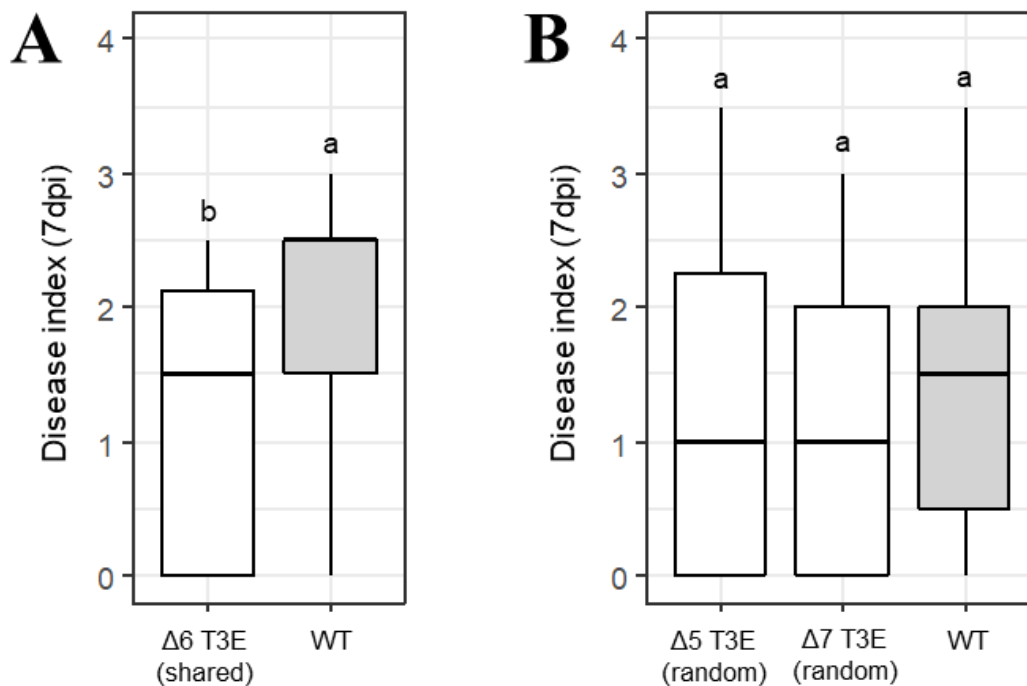 A
Disease index (7dpi)
4
3
2
1
0
b
a
Δ6 T3E
(shared)
WT
B
Disease index (7dpi)
4
3
2
1
0
a
a
a
Δ5 T3E
(random)
Δ7 T3E
(random)
WT